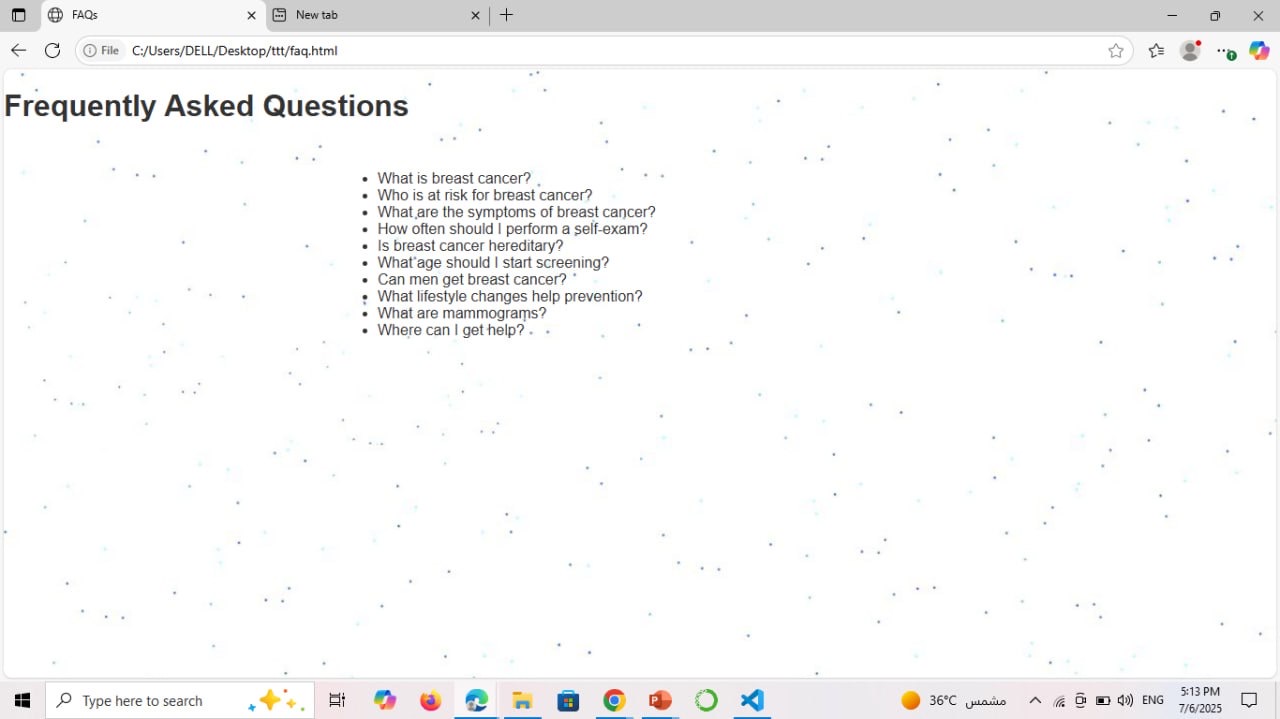 FAQs
New tab
File
C:/Users/DELL/Desktop/ttt/faq.html
Frequently Asked Questions
What is breast cancer?
Who is at risk for breast cancer?
What are the symptoms of breast cancer?
How often should I perform a self-exam?
Is breast cancer hereditary?
What age should I start screening?
Can men get breast cancer?
What lifestyle changes help prevention?
What are mammograms?
Where can I get help?
Type here to search
36°C مشمس
ENG
5:13 PM
7/6/2025